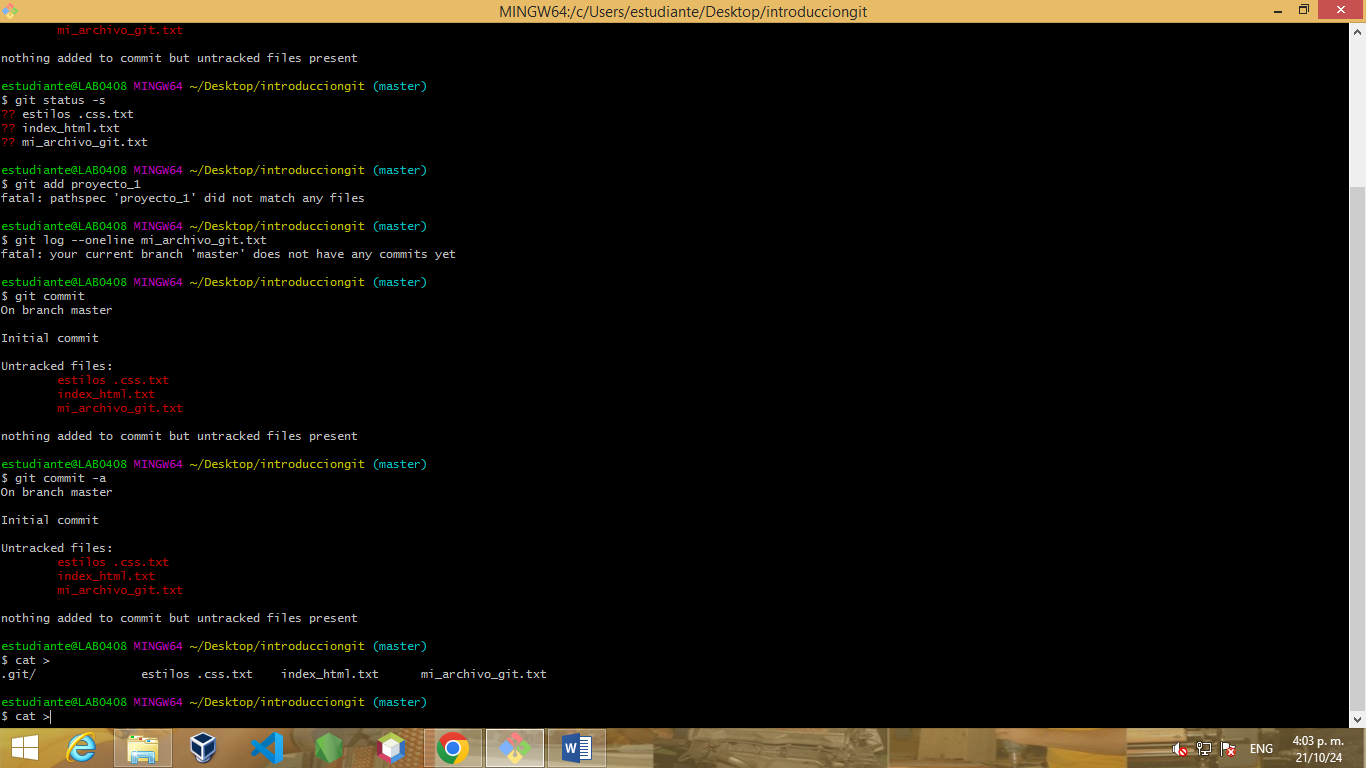 MINGW64:/c/Users/estudiante/Desktop/introducciongit
mi_archivo_git.txt
nothing added to commit but untracked files present
estudiante@LAB0408 MINGW64 ~/Desktop/introducciongit (master)
$ git status -s
?? estilos .css.txt
?? index_html.txt
?? mi_archivo_git.txt
estudiante@LAB0408 MINGW64 ~/Desktop/introducciongit (master)
$ git add proyecto_1
fatal: pathspec 'proyecto_1' did not match any files
estudiante@LAB0408 MINGW64 ~/Desktop/introducciongit (master)
$ git log --oneline mi_archivo_git.txt
fatal: your current branch 'master' does not have any commits yet
estudiante@LAB0408 MINGW64 ~/Desktop/introducciongit (master)
$ git commit
On branch master
Initial commit
Untracked files:
estilos .css.txt
index_html.txt
mi_archivo_git.txt
nothing added to commit but untracked files present
estudiante@LAB0408 MINGW64 ~/Desktop/introducciongit (master)
$ git commit -a
On branch master
Initial commit
Untracked files:
estilos .css.txt
index_html.txt
mi_archivo_git.txt
nothing added to commit but untracked files present
estudiante@LAB0408 MINGW64 ~/Desktop/introducciongit (master)
$ cat >
.git/ estilos .css.txt index_html.txt mi_archivo_git.txt
estudiante@LAB0408 MINGW64 ~/Desktop/introducciongit (master)
$ cat >
ENG
4:03 p. m.
21/10/24